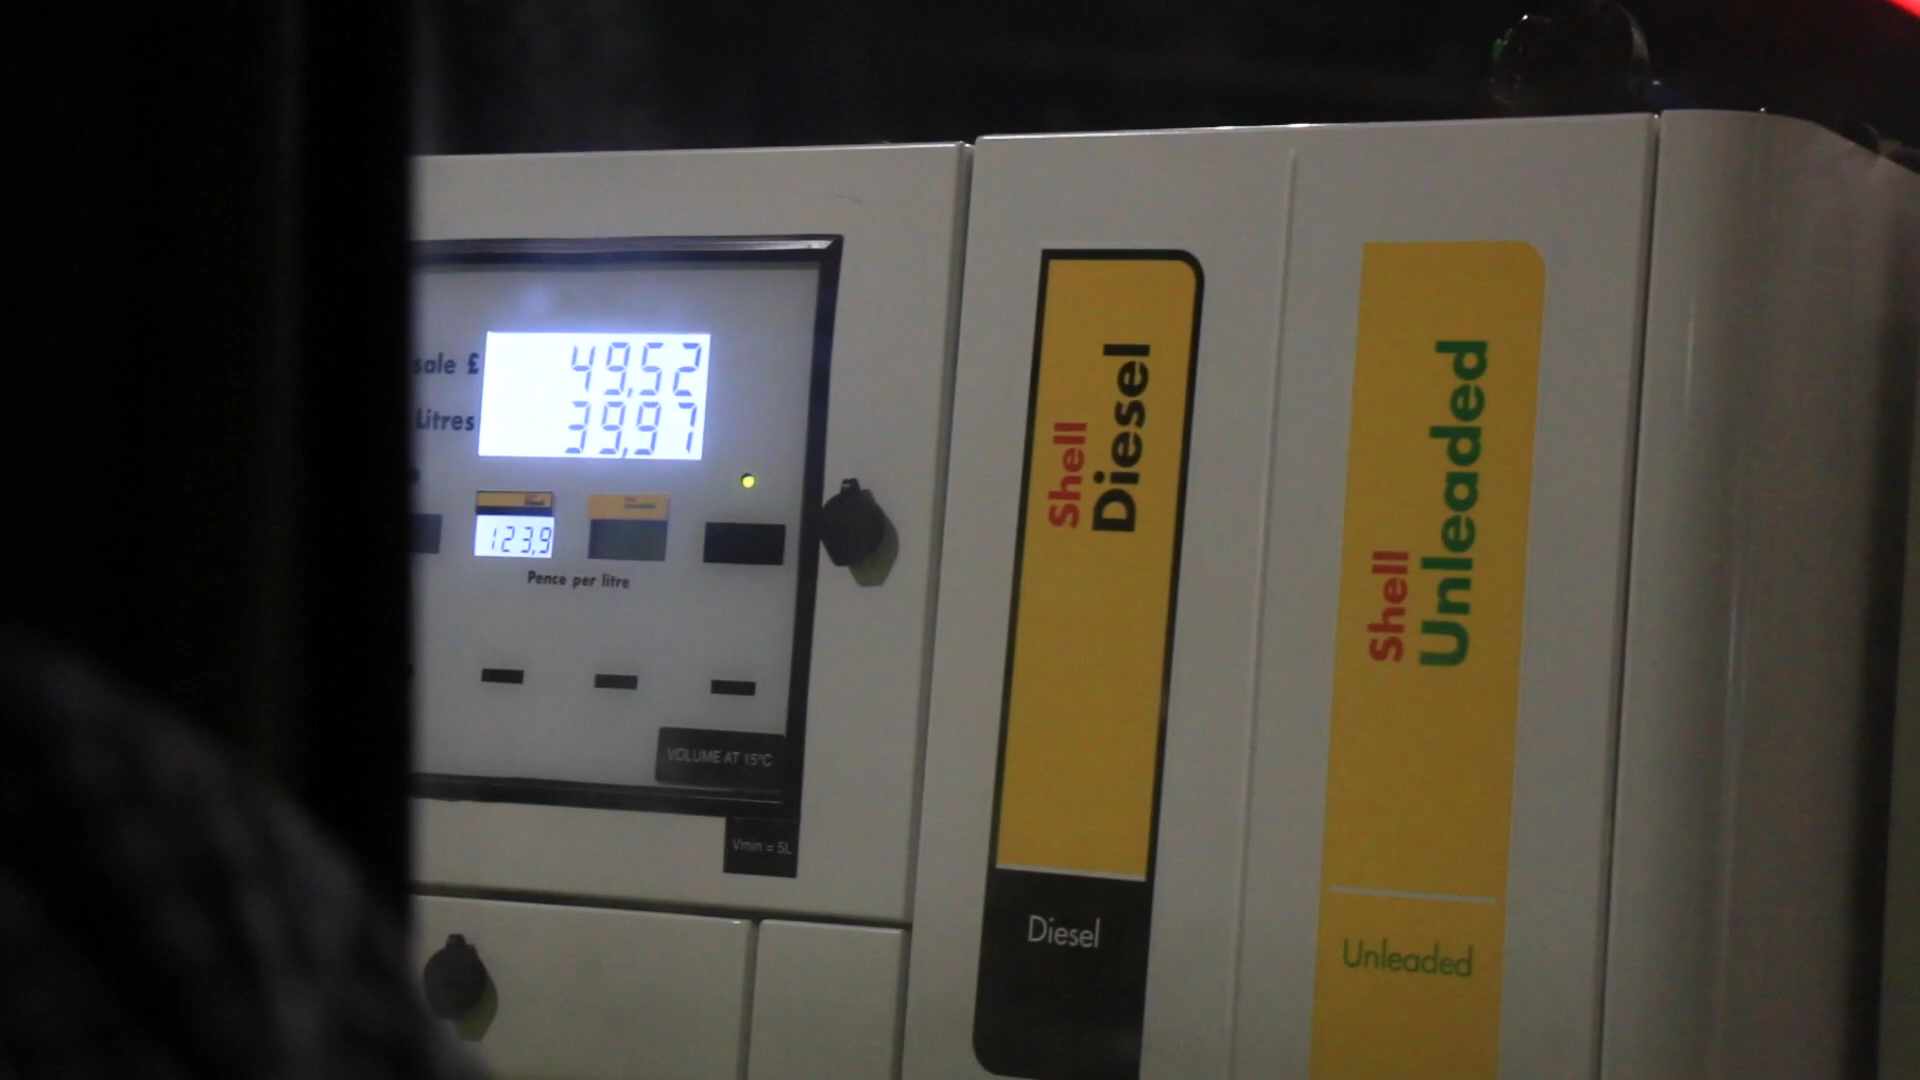 sale £ 49,52
Litres 39,97
123,9
Pence per litre
VOLUME AT 15°C
Vmin = 5L
Shell
Diesel
Diesel
Shell
Unleaded
Unleaded